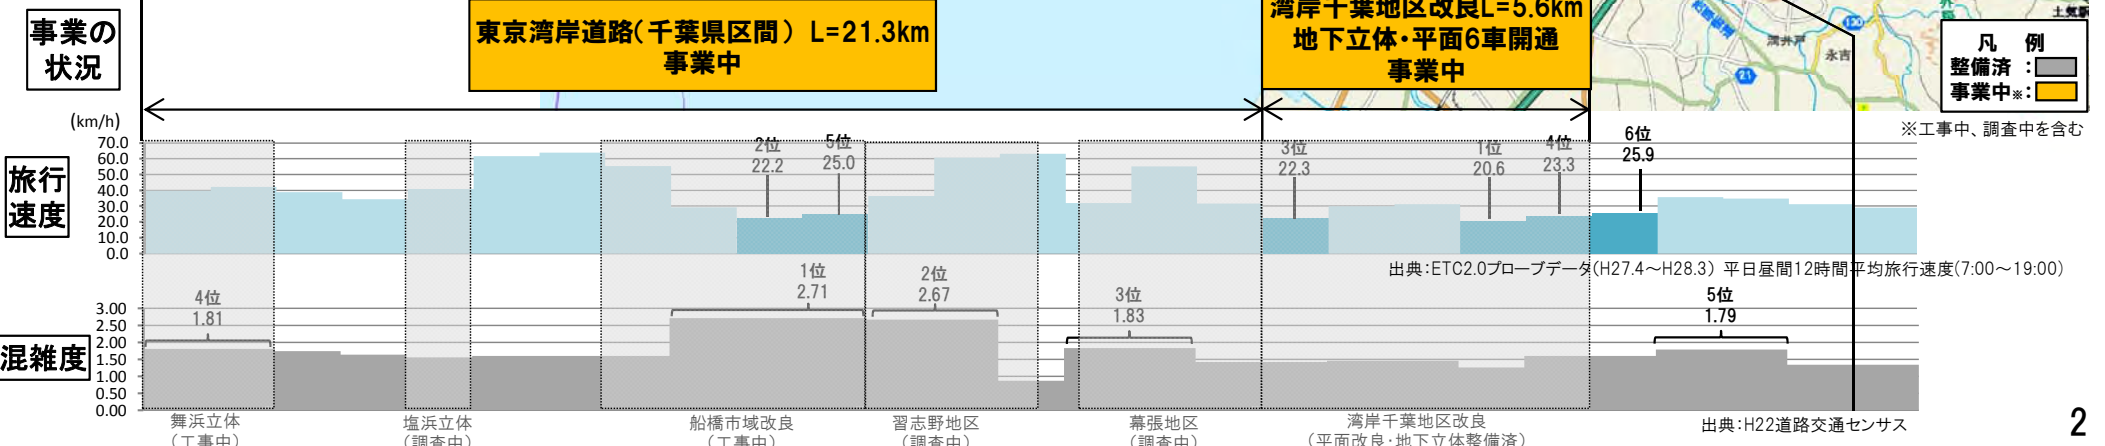 事業の
状況
東京湾岸道路(千葉県区間) L=21.3km
事業中
湾岸千葉地区改良L=5.6km
地下立体・平面6車開通
事業中
永吉
土気駅
凡 例
整備済 :
事業中※:
※工事中、調査中を含む
(km/h)
旅行
速度
70.0
60.0
50.0
40.0
30.0
20.0
10.0
0.0
2位
22.2
5位
25.0
3位
22.3
1位
20.6
4位
23.3
6位
25.9
出典:ETC2.0プローブデータ(H27.4~H28.3) 平日昼間12時間平均旅行速度(7:00~19:00)
混雑度
3.00
2.50
2.00
1.50
1.00
0.50
0.00
4位
1.81
1位
2.71
2位
2.67
3位
1.83
5位
1.79
舞浜立体
(工事中)
塩浜立体
(調査中)
船橋市域改良
(工事中)
習志野地区
(調査中)
幕張地区
(調査中)
湾岸千葉地区改良
(平面改良・地下立体整備済)
出典:H22道路交通センサス
2